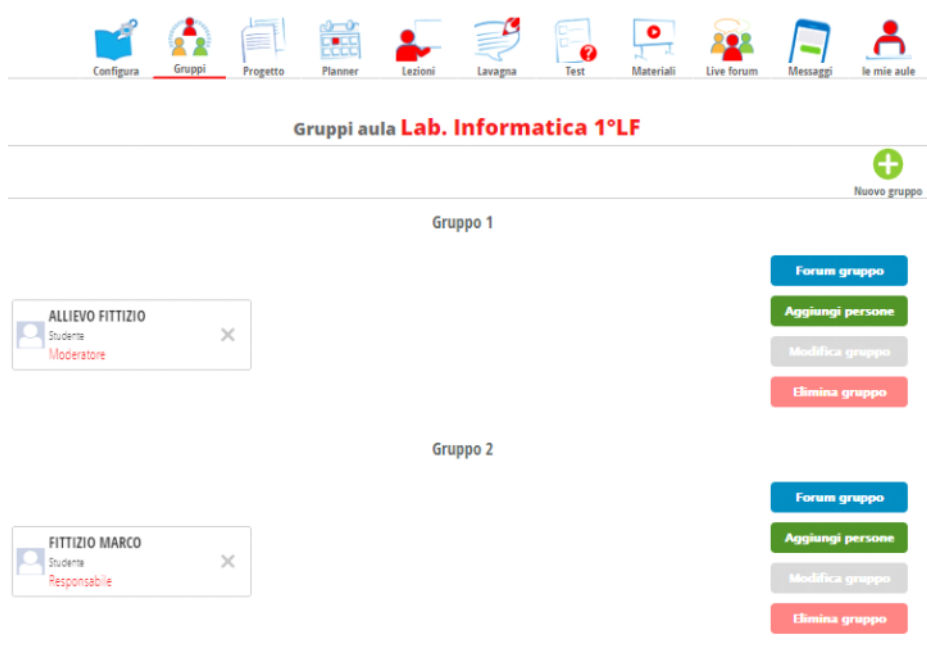 Configura Gruppi Progetto Planner Lezioni Lavagna Test Materiali Live forum Messaggi le mie aule
Gruppi aula Lab. Informatica 1°LF
Nuovo gruppo
Gruppo 1
ALLIEVO FITTIZIO
Studente
Moderatore
Forum gruppo
Aggiungi persone
Modifica gruppo
Elimina gruppo
Gruppo 2
FITTIZIO MARCO
Studente
Responsabile
Forum gruppo
Aggiungi persone
Modifica gruppo
Elimina gruppo